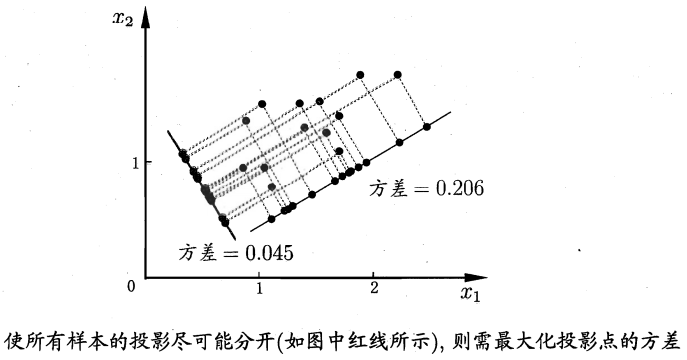 x₂
1
方差 = 0.206
方差 = 0.045
0
1
2
x₁
使所有样本的投影尽可能分开(如图中红线所示), 则需最大化投影点的方差